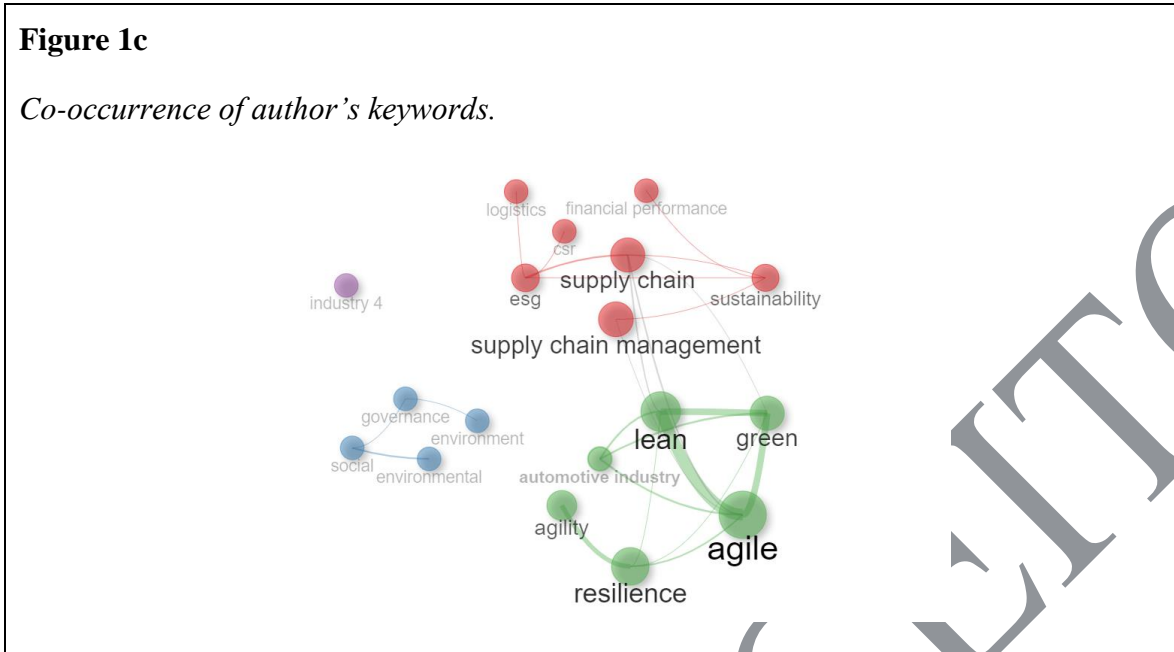 Figure 1c
Co-occurrence of author's keywords.
logistics
financial performance
csr
supply chain
esg
sustainability
industry 4
supply chain management
governance
environment
lean
green
social
environmental
automotive industry
agility
agile
resilience